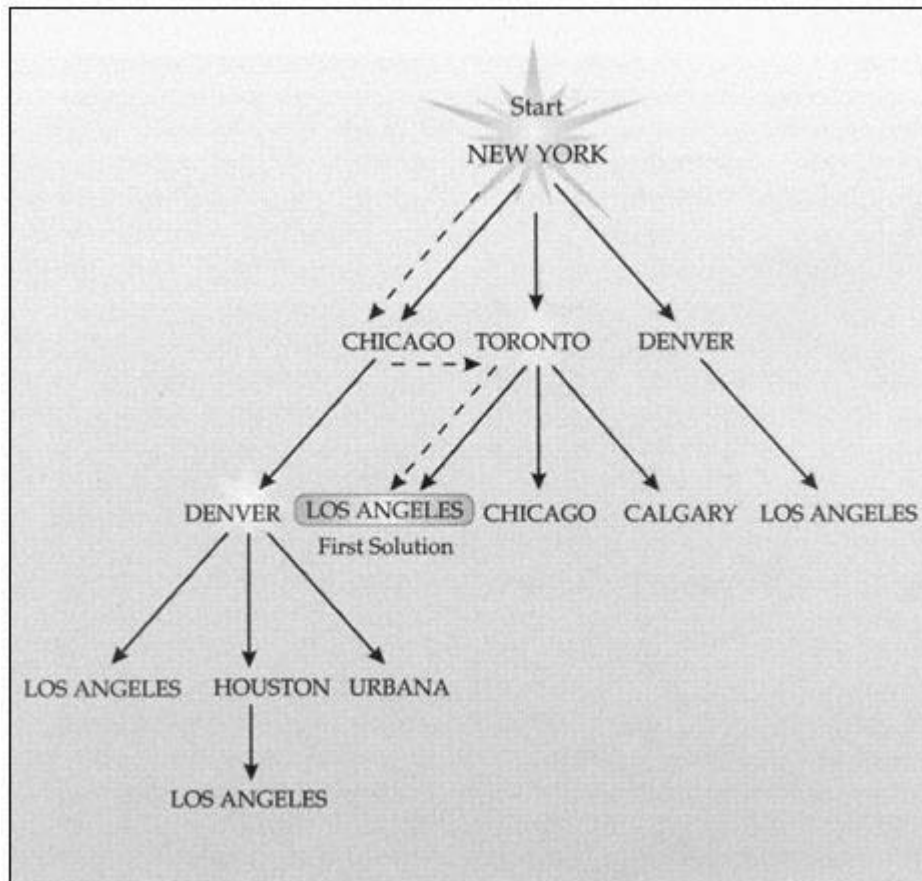 Start
NEW YORK
CHICAGO TORONTO DENVER
DENVER LOS ANGELES CHICAGO CALGARY LOS ANGELES
First Solution
LOS ANGELES HOUSTON URBANA
LOS ANGELES